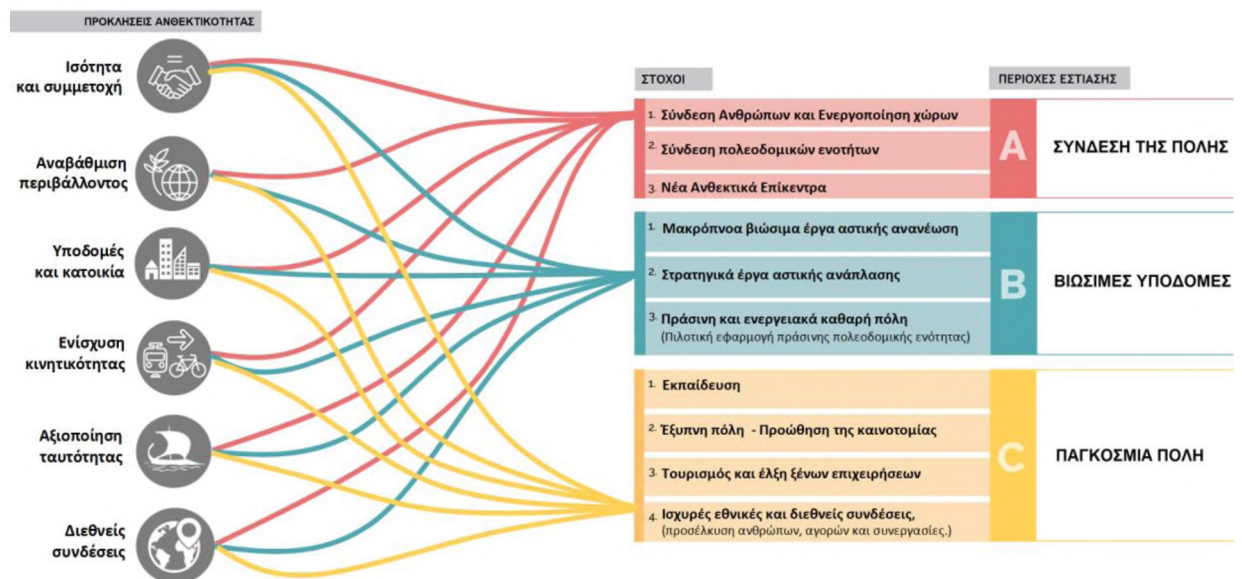 ΠΡΟΚΛΗΣΕΙΣ ΑΝΘΕΚΤΙΚΟΤΗΤΑΣ
Ισότητα
και συμμετοχή
Αναβάθμιση
περιβάλλοντος
Υποδομές
και κατοικία
Ενίσχυση
κινητικότητας
Αξιοποίηση
ταυτότητας
Διεθνείς
συνδέσεις
ΣΤΟΧΟΙ
ΠΕΡΙΟΧΕΣ ΕΣΤΙΑΣΗΣ
1. Σύνδεση Ανθρώπων και Ενεργοποίηση χώρων
2. Σύνδεση πολεοδομικών ενοτήτων
3. Νέα Ανθεκτικά Επίκεντρα
A
ΣΥΝΔΕΣΗ ΤΗΣ ΠΟΛΗΣ
1. Μακρόπνοα βιώσιμα έργα αστικής ανανέωση
2. Στρατηγικά έργα αστικής ανάπλασης
3. Πράσινη και ενεργειακά καθαρή πόλη
(Πιλοτική εφαρμογή πράσινης πολεοδομικής ενότητας)
B
ΒΙΩΣΙΜΕΣ ΥΠΟΔΟΜΕΣ
1. Εκπαίδευση
2. Έξυπνη πόλη - Προώθηση της καινοτομίας
3. Τουρισμός και έλξη ξένων επιχειρήσεων
4. Ισχυρές εθνικές και διεθνείς συνδέσεις,
(προσέλκυση ανθρώπων, αγορών και συνεργασίες.)
C
ΠΑΓΚΟΣΜΙΑ ΠΟΛΗ